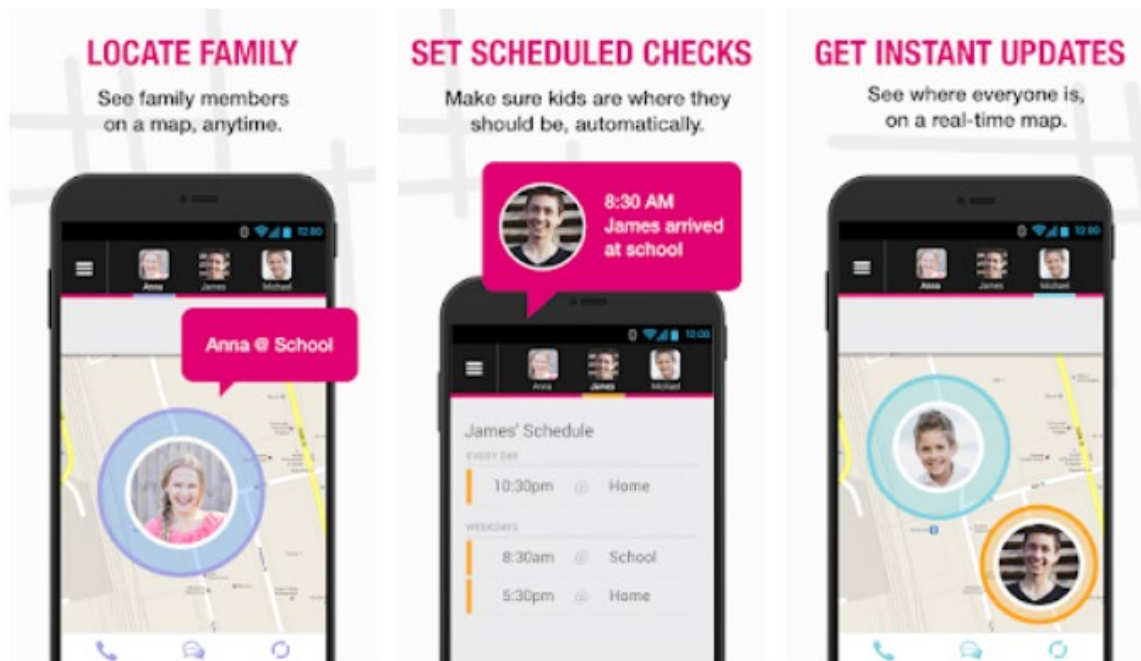 LOCATE FAMILY
See family members
on a map, anytime.
12:00
Anna
James
Michael
Anna @ School
SET SCHEDULED CHECKS
Make sure kids are where they
should be, automatically.
8:30 AM
James arrived
at school
12:00
Anna
James
Michael
James' Schedule
EVERY DAY
10:30pm @ Home
WEEKDAYS
8:30am @ School
5:30pm @ Home
GET INSTANT UPDATES
See where everyone is,
on a real-time map.
12:00
Anna
James
Michael